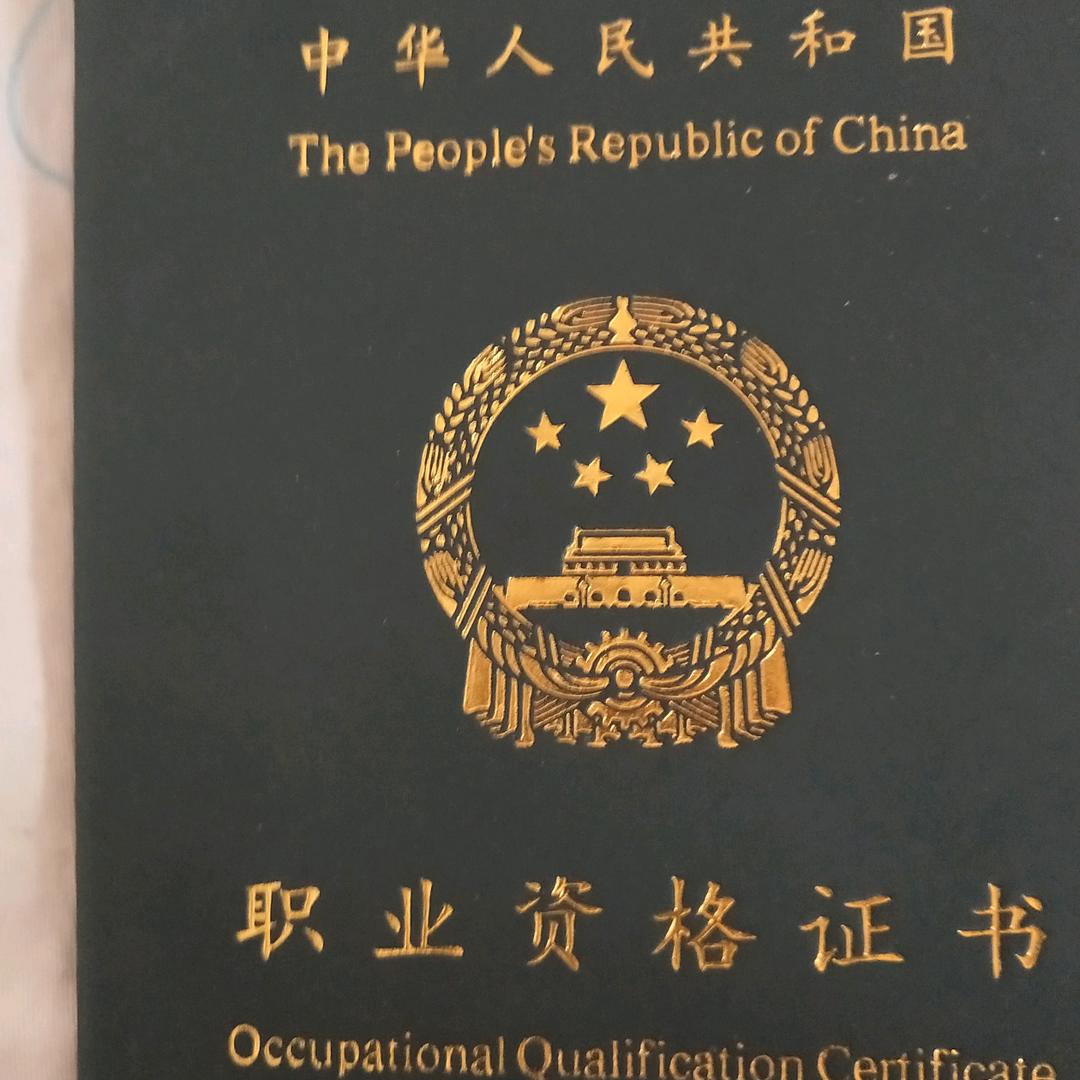 中华人民共和国
The People's Republic of China
职业资格证书
Occupational Qualification Certificate